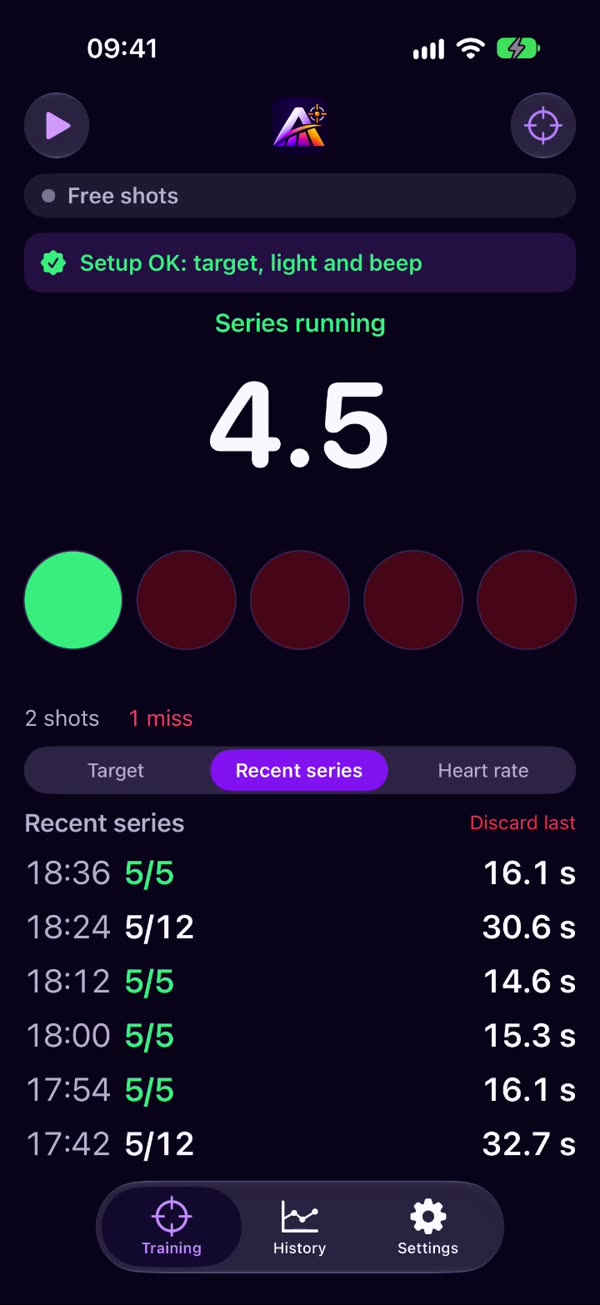 09:41
Free shots
Setup OK: target, light and beep
Series running
4.5
2 shots 1 miss
Target Recent series Heart rate
Recent series Discard last
18:36 5/5 16.1 s
18:24 5/12 30.6 s
18:12 5/5 14.6 s
18:00 5/5 15.3 s
17:54 5/5 16.1 s
17:42 5/12 32.7 s
Training History Settings